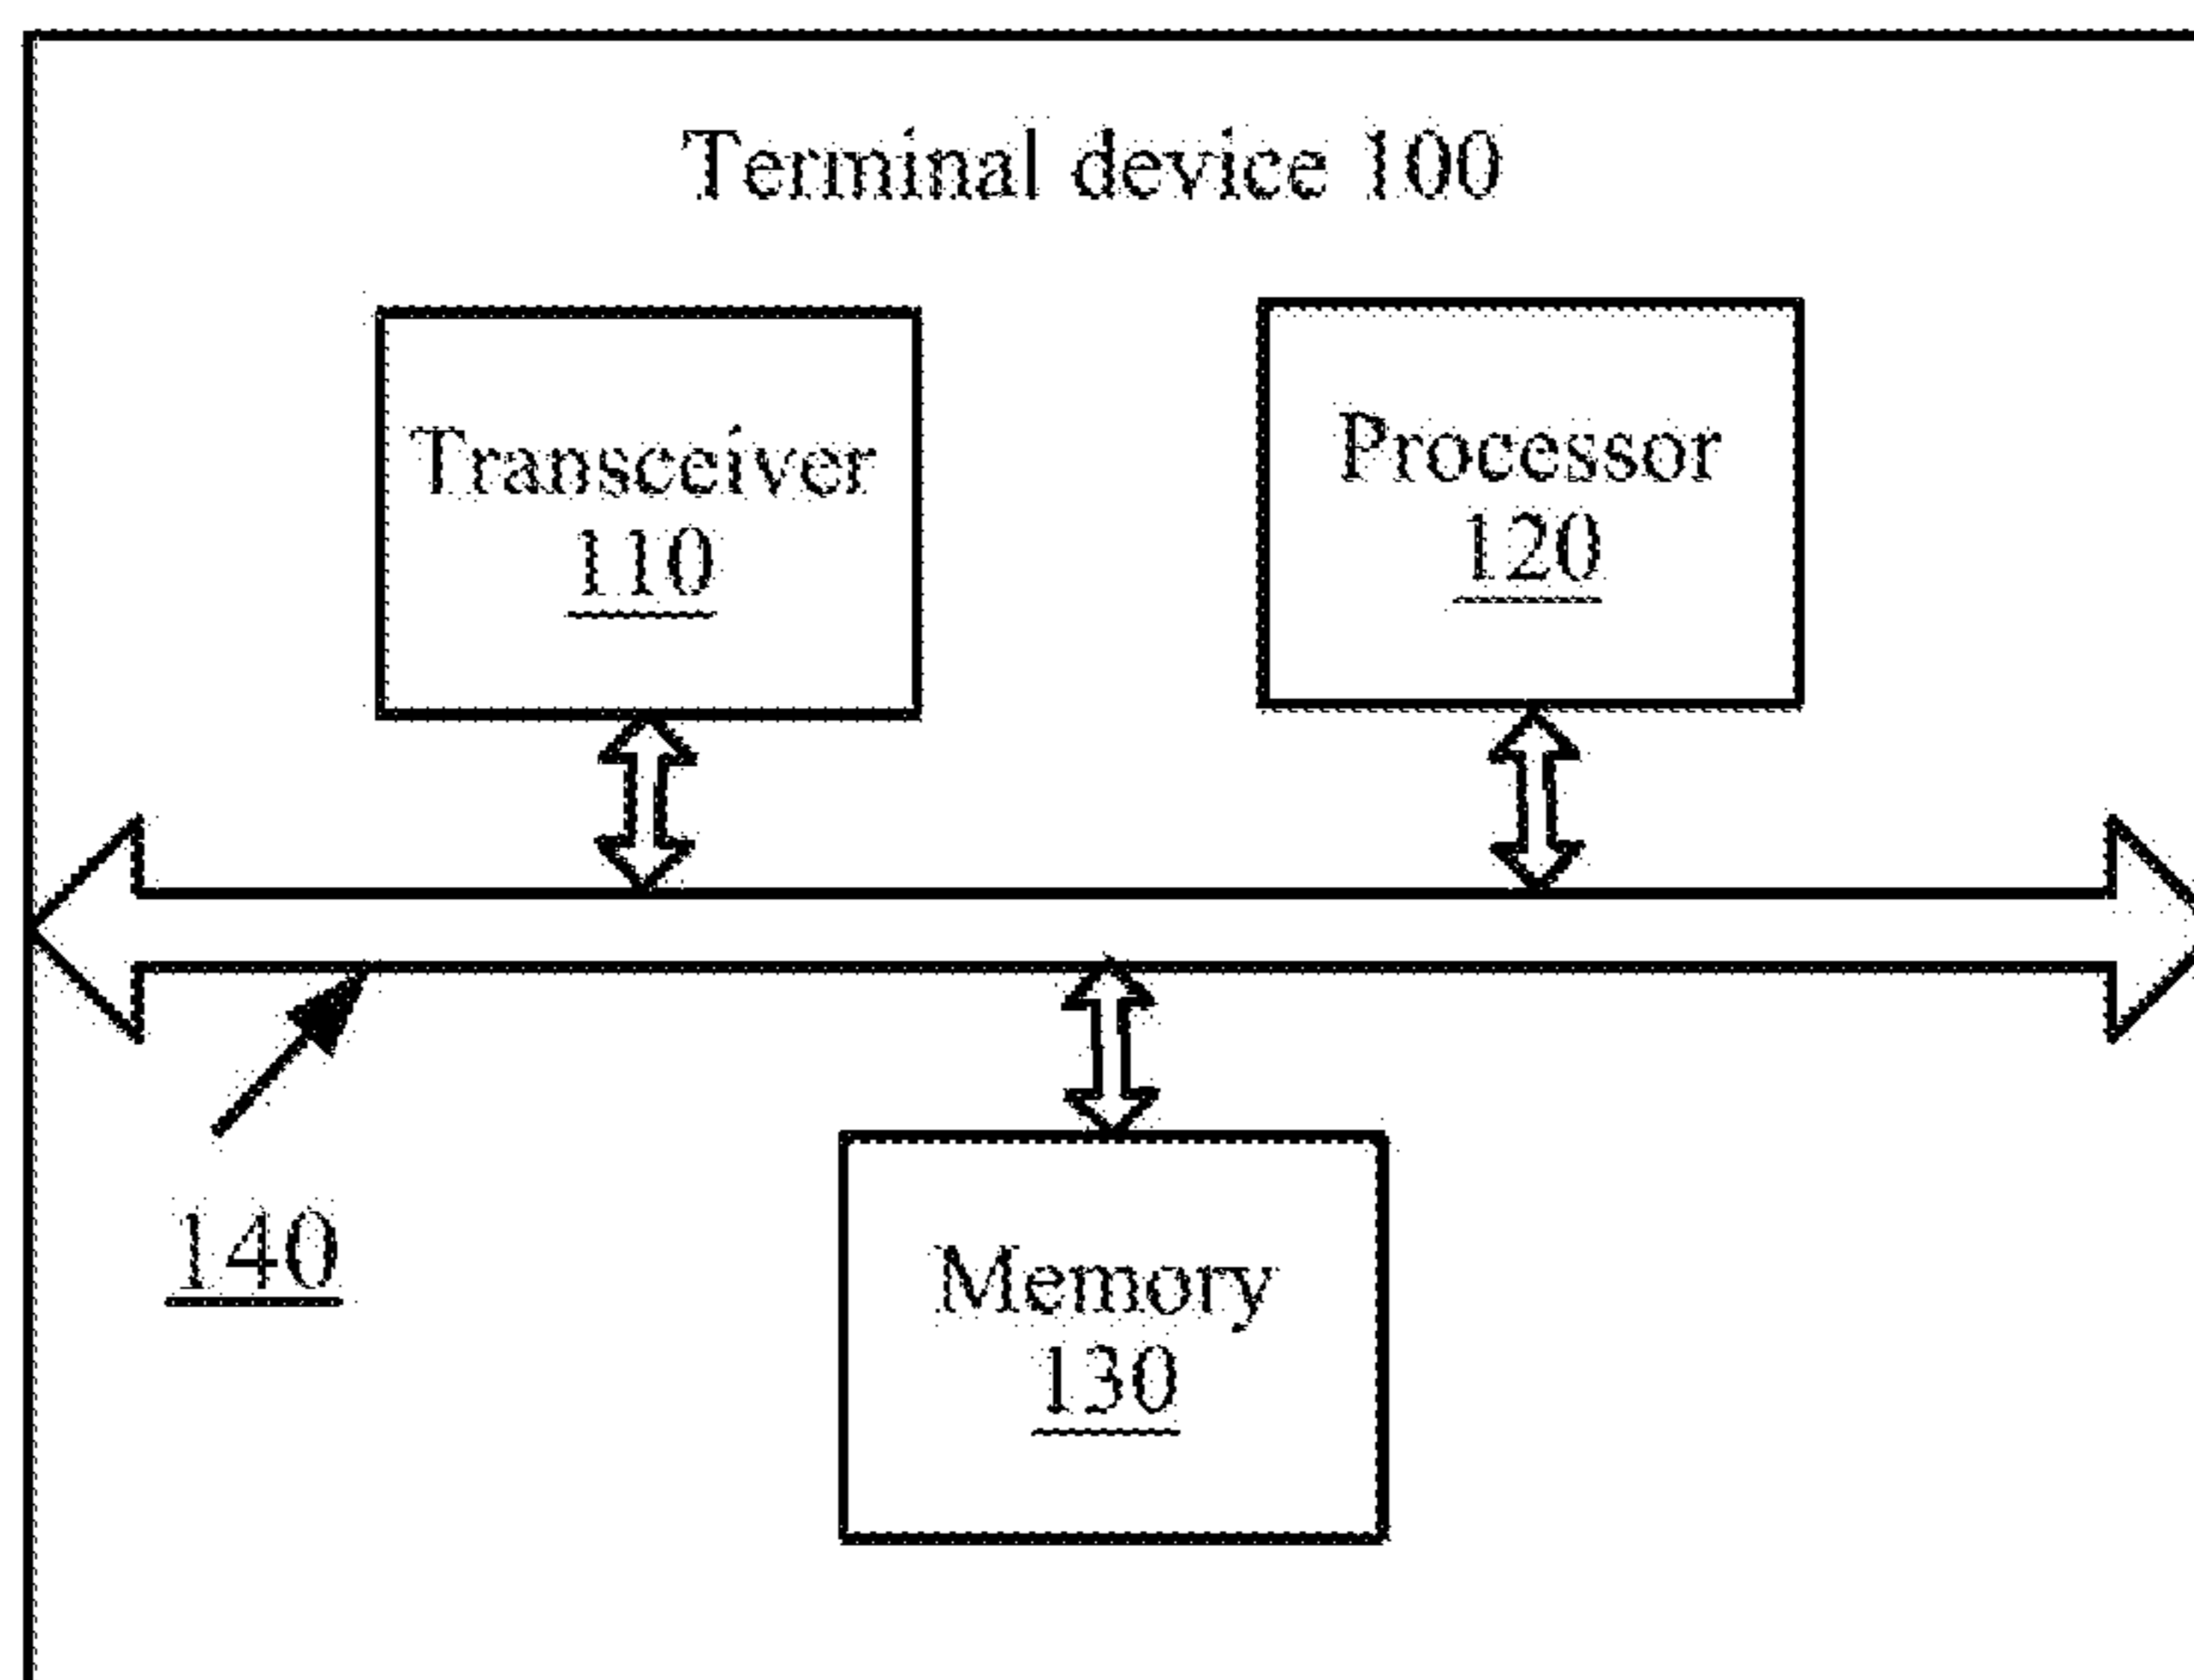 Terminal device 100
Transceiver
110
Processor
120
140
Memory
130